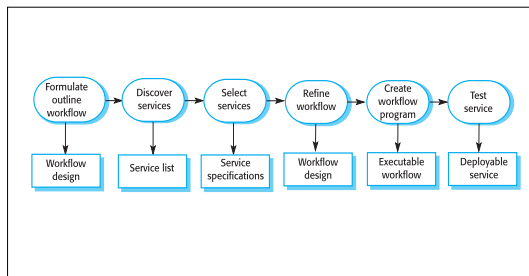 Formulate
outline
workflow
Discover
services
Select
services
Refine
workflow
Create
workflow
program
Test
service
Workflow
design
Service list
Service
specifications
Workflow
design
Executable
workflow
Deployable
service